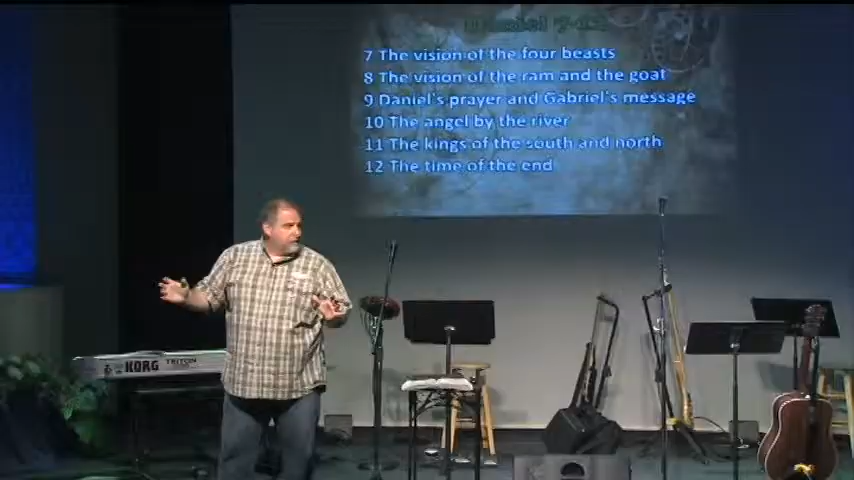 7 The vision of the four beasts
8 The vision of the ram and the goat
9 Daniel's prayer and Gabriel's message
10 The angel by the river
11 The kings of the south and north
12 The time of the end
KORG TRITON